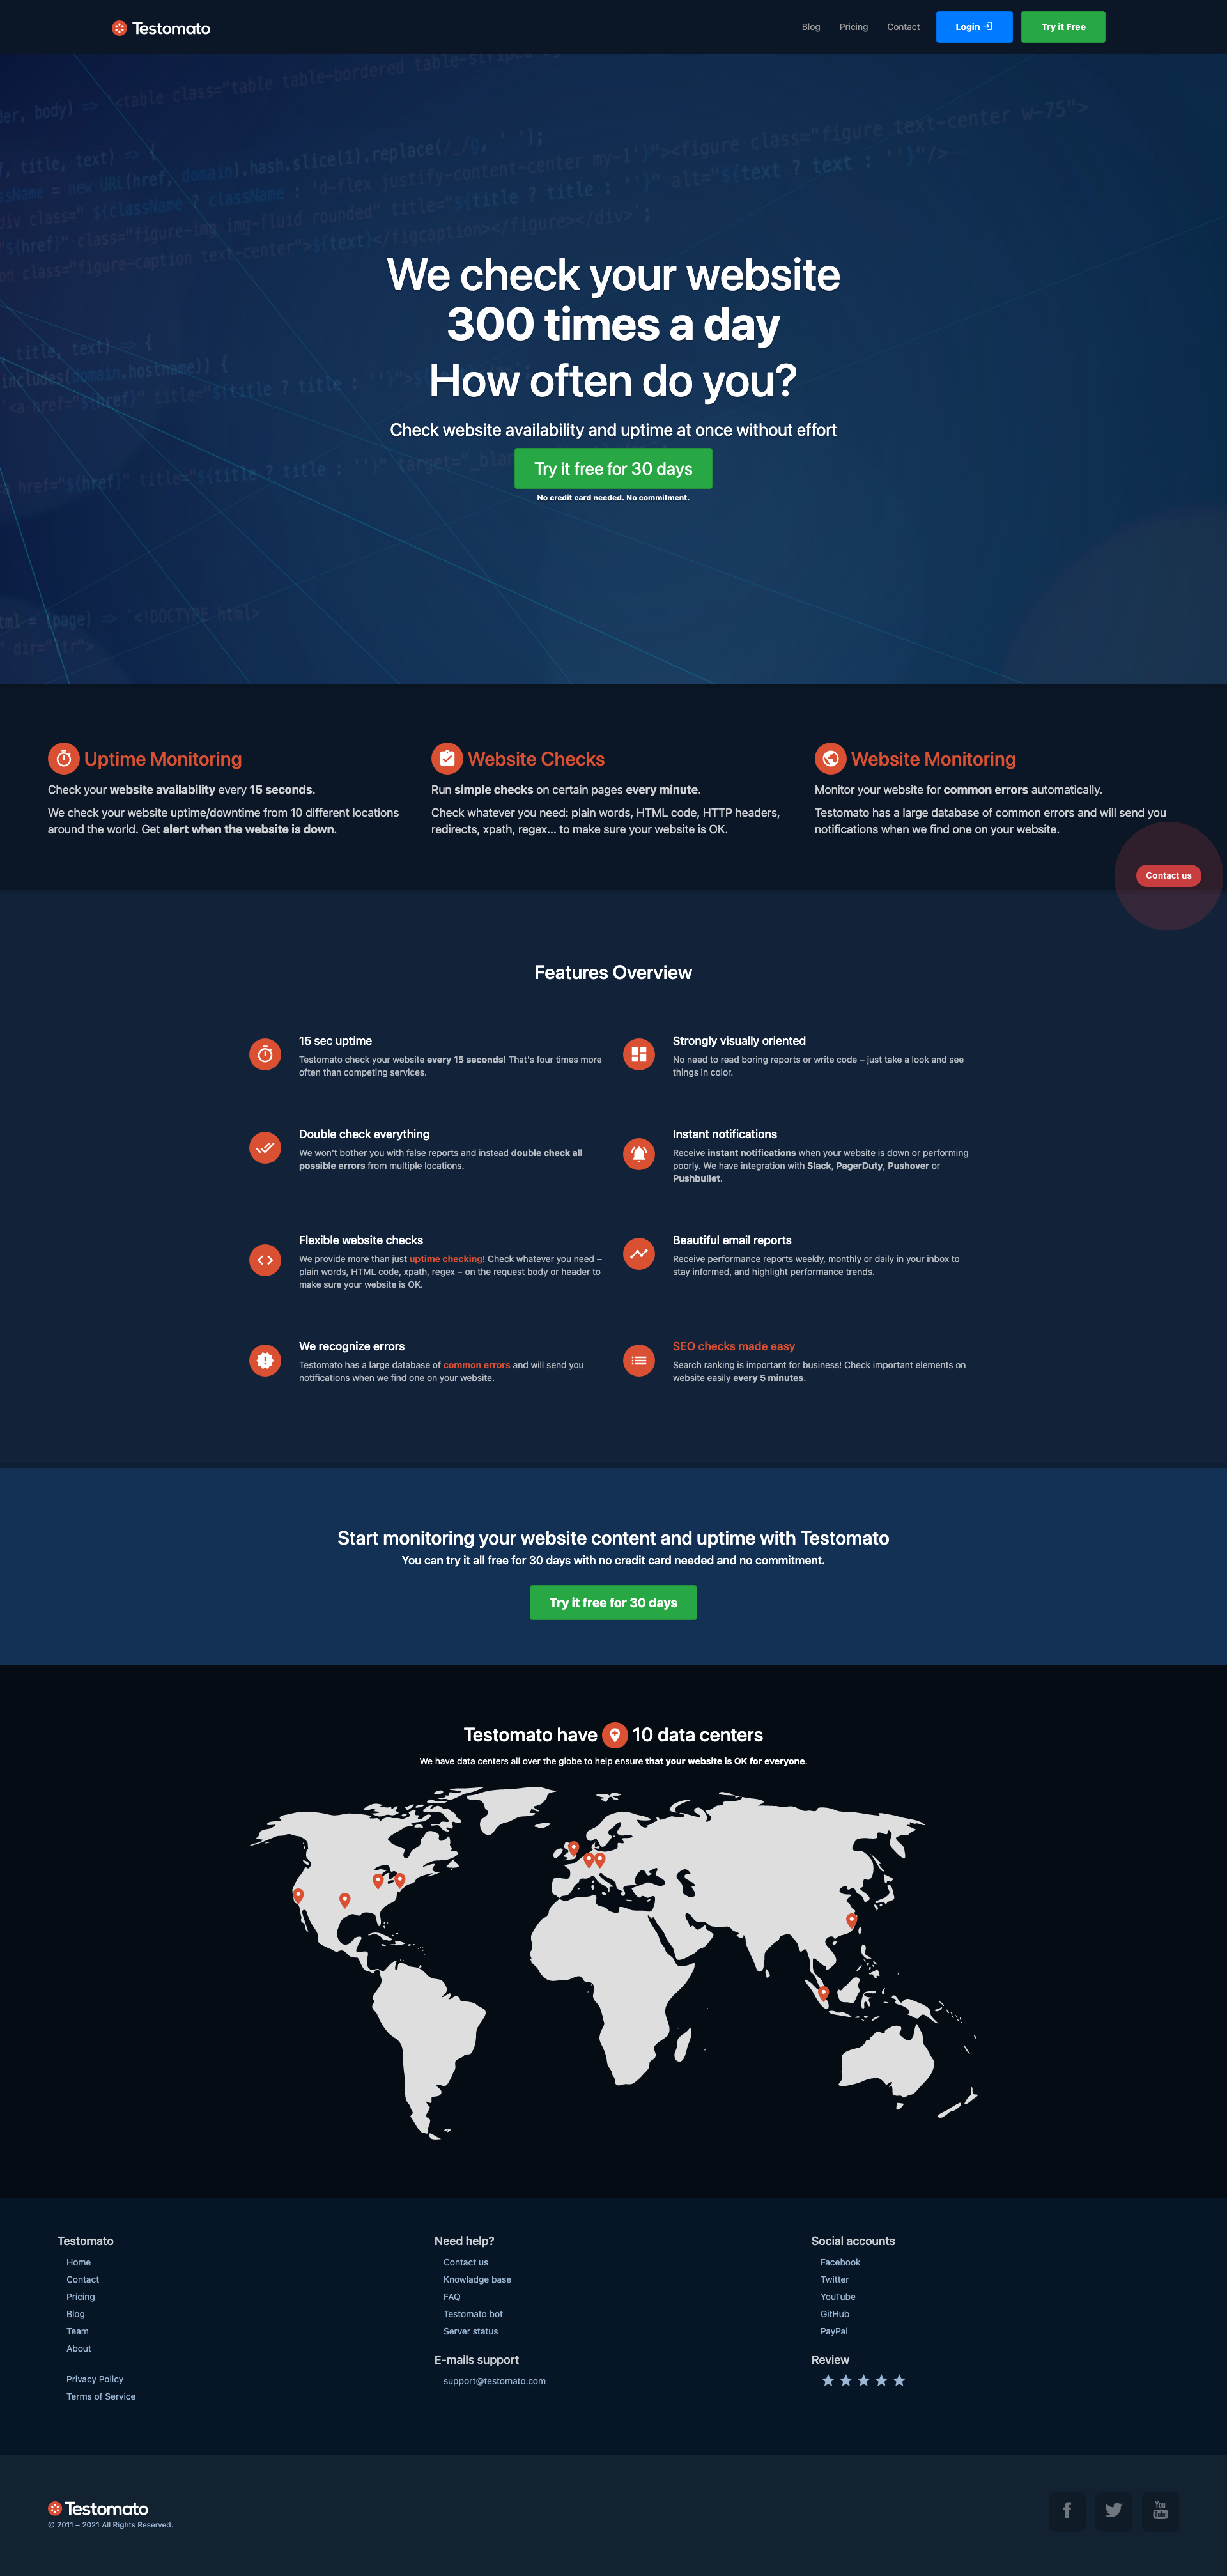 Testomato
Blog Pricing Contact Login Try it Free
We check your website
300 times a day
How often do you?
Check website availability and uptime at once without effort
Try it free for 30 days
No credit card needed. No commitment.
Uptime Monitoring
Check your website availability every 15 seconds.
We check your website uptime/downtime from 10 different locations
around the world. Get alert when the website is down.
Website Checks
Run simple checks on certain pages every minute.
Check whatever you need: plain words, HTML code, HTTP headers,
redirects, xpath, regex... to make sure your website is OK.
Website Monitoring
Monitor your website for common errors automatically.
Testomato has a large database of common errors and will send you
notifications when we find one on your website.
Contact us
Features Overview
15 sec uptime
Testomato check your website every 15 seconds! That's four times more
often than competing services.
Strongly visually oriented
No need to read boring reports or write code – just take a look and see
things in color.
Double check everything
We won't bother you with false reports and instead double check all
possible errors from multiple locations.
Instant notifications
Receive instant notifications when your website is down or performing
poorly. We have integration with Slack, PagerDuty, Pushover or
Pushbullet.
Flexible website checks
We provide more than just uptime checking! Check whatever you need –
plain words, HTML code, xpath, regex – on the request body or header to
make sure your website is OK.
Beautiful email reports
Receive performance reports weekly, monthly or daily in your inbox to
stay informed, and highlight performance trends.
We recognize errors
Testomato has a large database of common errors and will send you
notifications when we find one on your website.
SEO checks made easy
Search ranking is important for business! Check important elements on
website easily every 5 minutes.
Start monitoring your website content and uptime with Testomato
You can try it all free for 30 days with no credit card needed and no commitment.
Try it free for 30 days
Testomato have 10 data centers
We have data centers all over the globe to help ensure that your website is OK for everyone.
Testomato
Home
Contact
Pricing
Blog
Team
About
Privacy Policy
Terms of Service
Need help?
Contact us
Knowladge base
FAQ
Testomato bot
Server status
E-mails support
support@testomato.com
Social accounts
Facebook
Twitter
YouTube
GitHub
PayPal
Review
Testomato
© 2011 – 2021 All Rights Reserved.
You
Tube